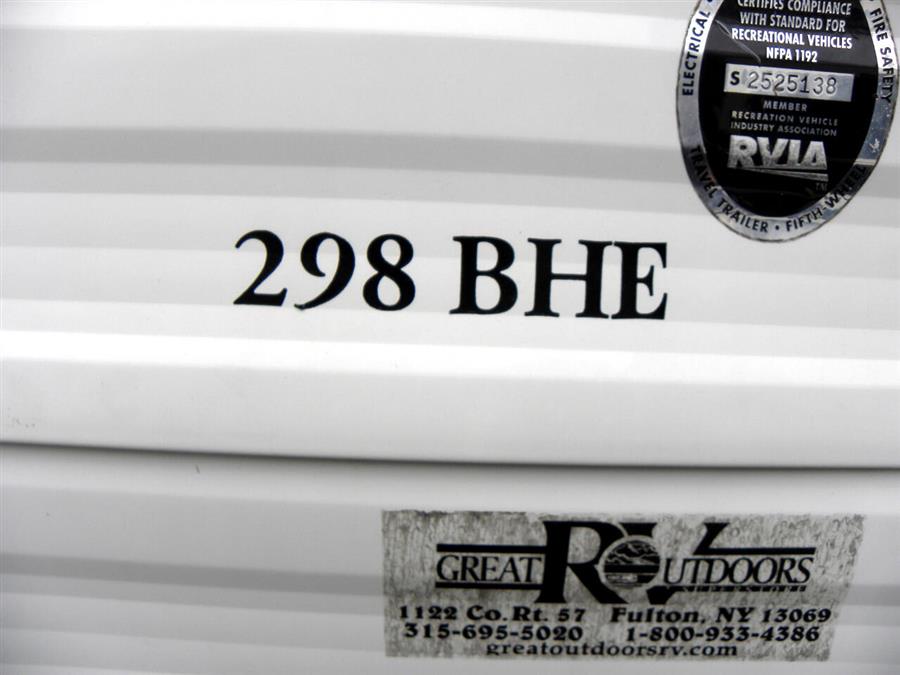 CERTIFIES COMPLIANCE
WITH STANDARD FOR
RECREATIONAL VEHICLES
NFPA 1192
S 2525138
MEMBER
RECREATION VEHICLE
INDUSTRY ASSOCIATION
RVIA
TM
ELECTRICAL •
FIRE SAFETY
TRAVEL TRAILER • FIFTH-WHEEL
298 BHE
GREAT RV OUTDOORS
SUPERSTORE
1122 Co. Rt. 57 Fulton, NY 13069
315-695-5020 1-800-933-4386
greatoutdoorsrv.com